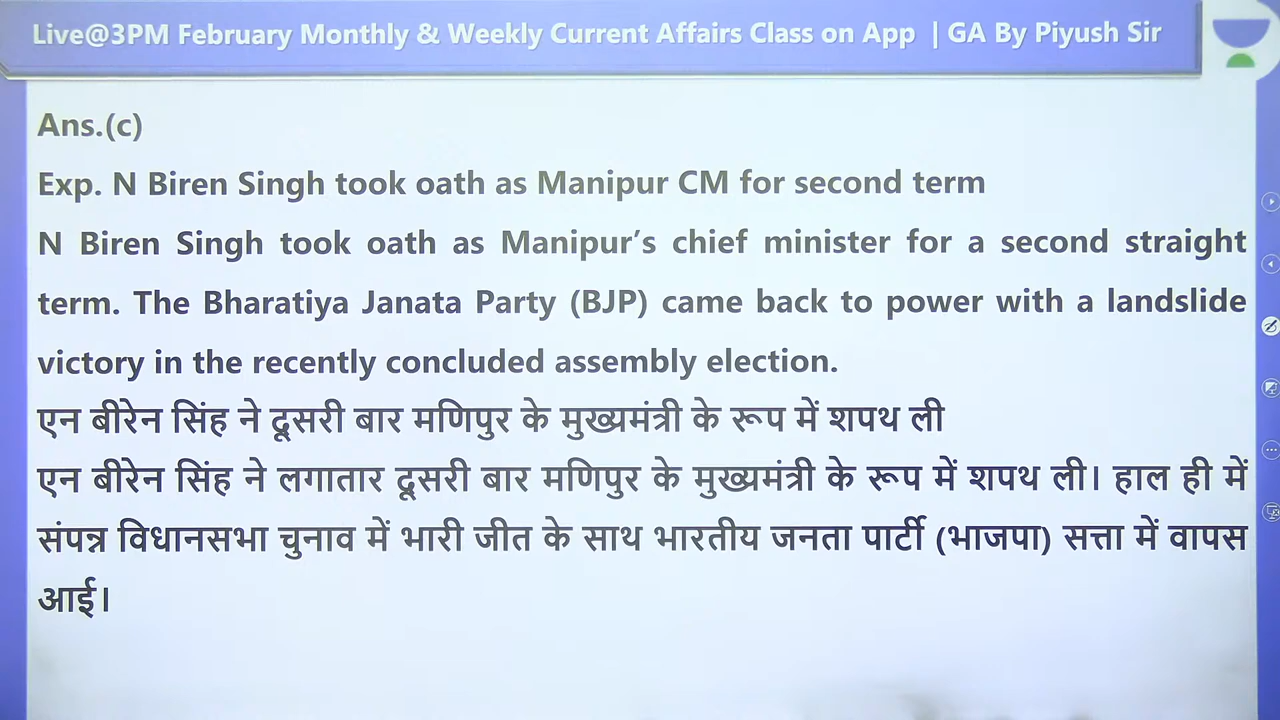 Live@3PM February Monthly & Weekly Current Affairs Class on App | GA By Piyush Sir
Ans.(c)
Exp. N Biren Singh took oath as Manipur CM for second term
N Biren Singh took oath as Manipur’s chief minister for a second straight
term. The Bharatiya Janata Party (BJP) came back to power with a landslide
victory in the recently concluded assembly election.
एन बीरेन सिंह ने दूसरी बार मणिपुर के मुख्यमंत्री के रूप में शपथ ली
एन बीरेन सिंह ने लगातार दूसरी बार मणिपुर के मुख्यमंत्री के रूप में शपथ ली। हाल ही में
संपन्न विधानसभा चुनाव में भारी जीत के साथ भारतीय जनता पार्टी (भाजपा) सत्ता में वापस
आई।